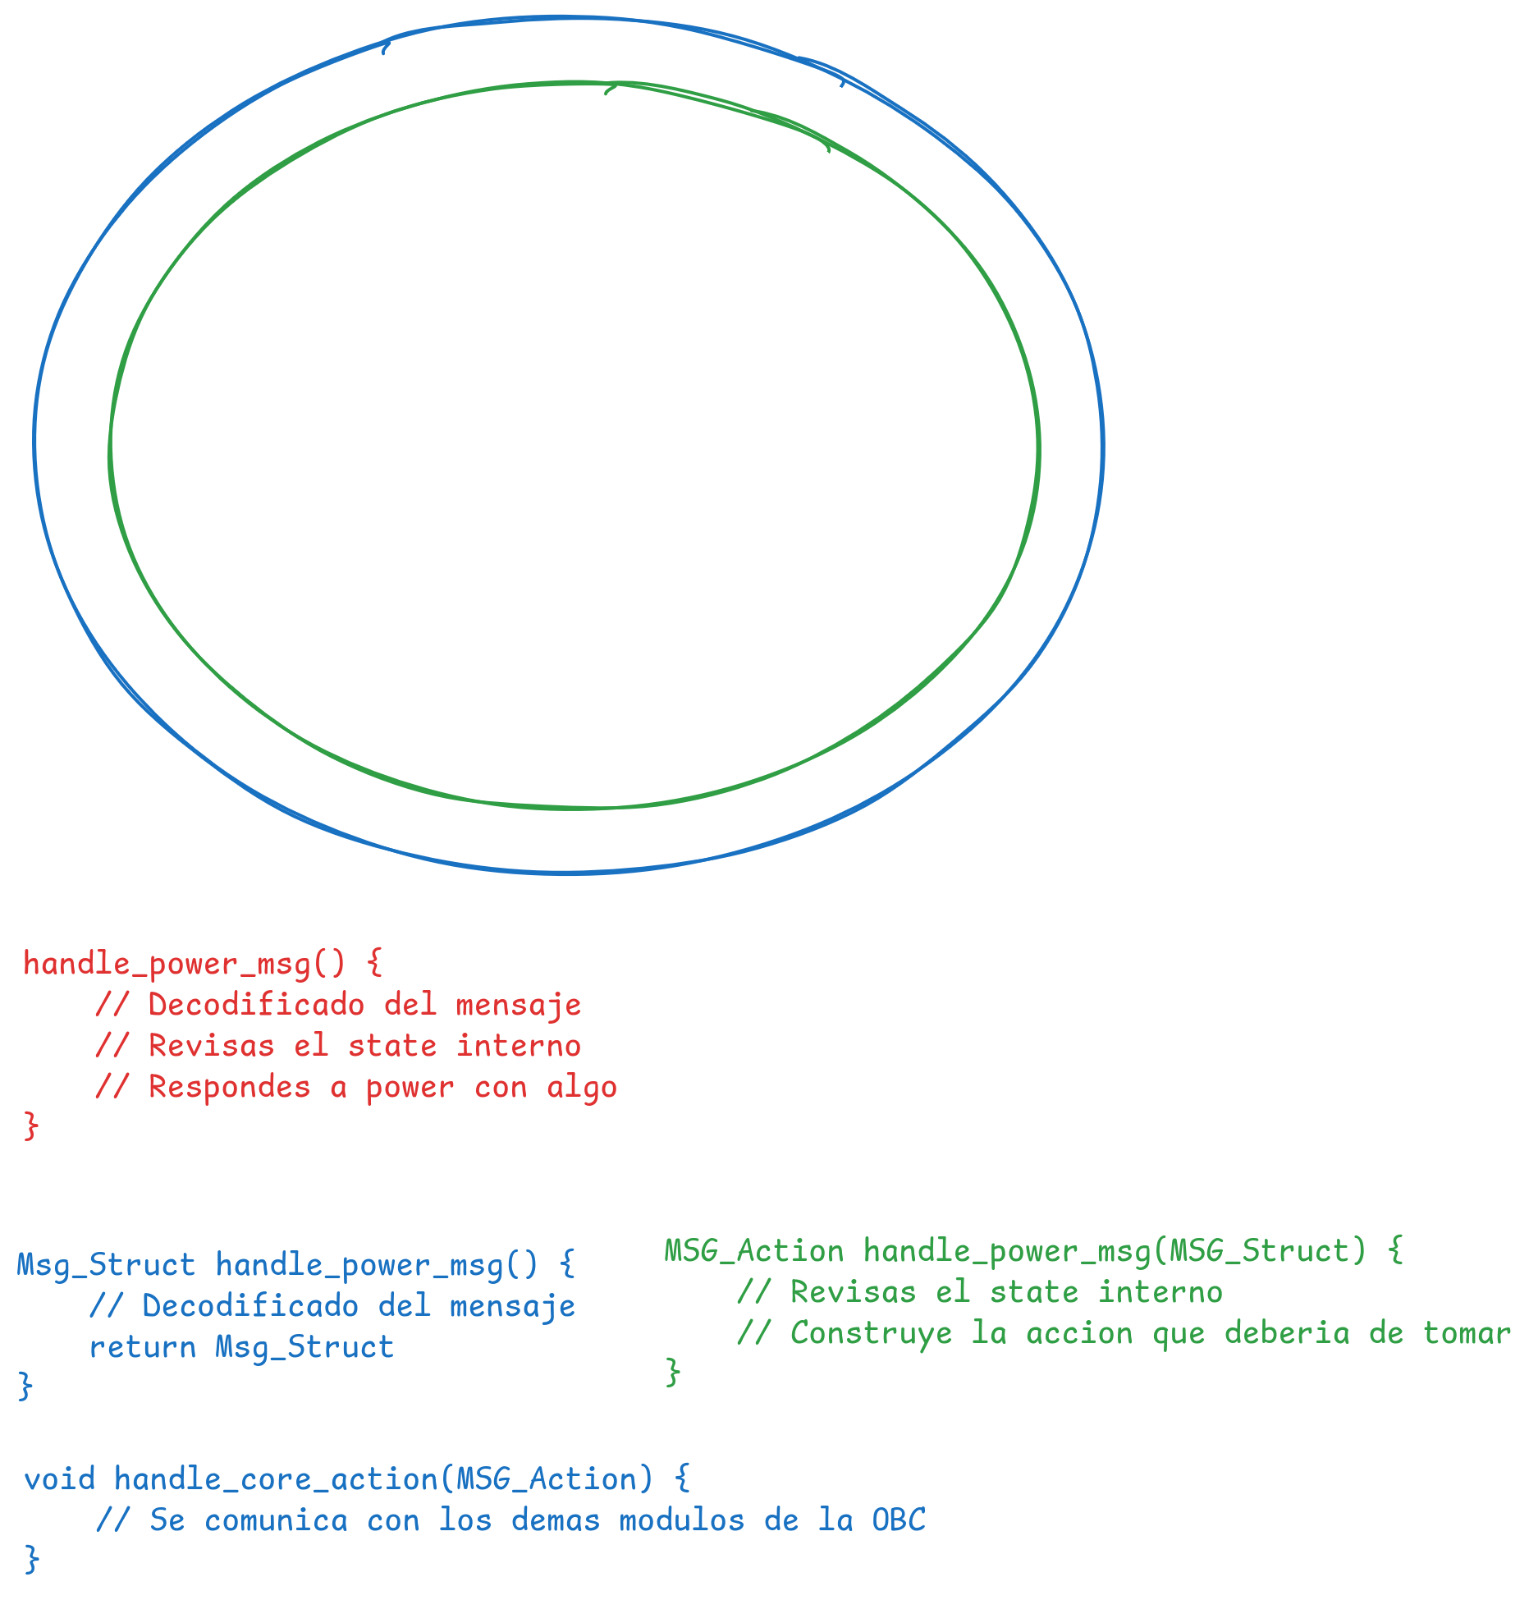 handle_power_msg() {
// Decodificado del mensaje
// Revisas el state interno
// Respondes a power con algo
}
Msg_Struct handle_power_msg() {
// Decodificado del mensaje
return Msg_Struct
}
MSG_Action handle_power_msg(MSG_Struct) {
// Revisas el state interno
// Construye la accion que deberia de tomar
}
void handle_core_action(MSG_Action) {
// Se comunica con los demas modulos de la OBC
}